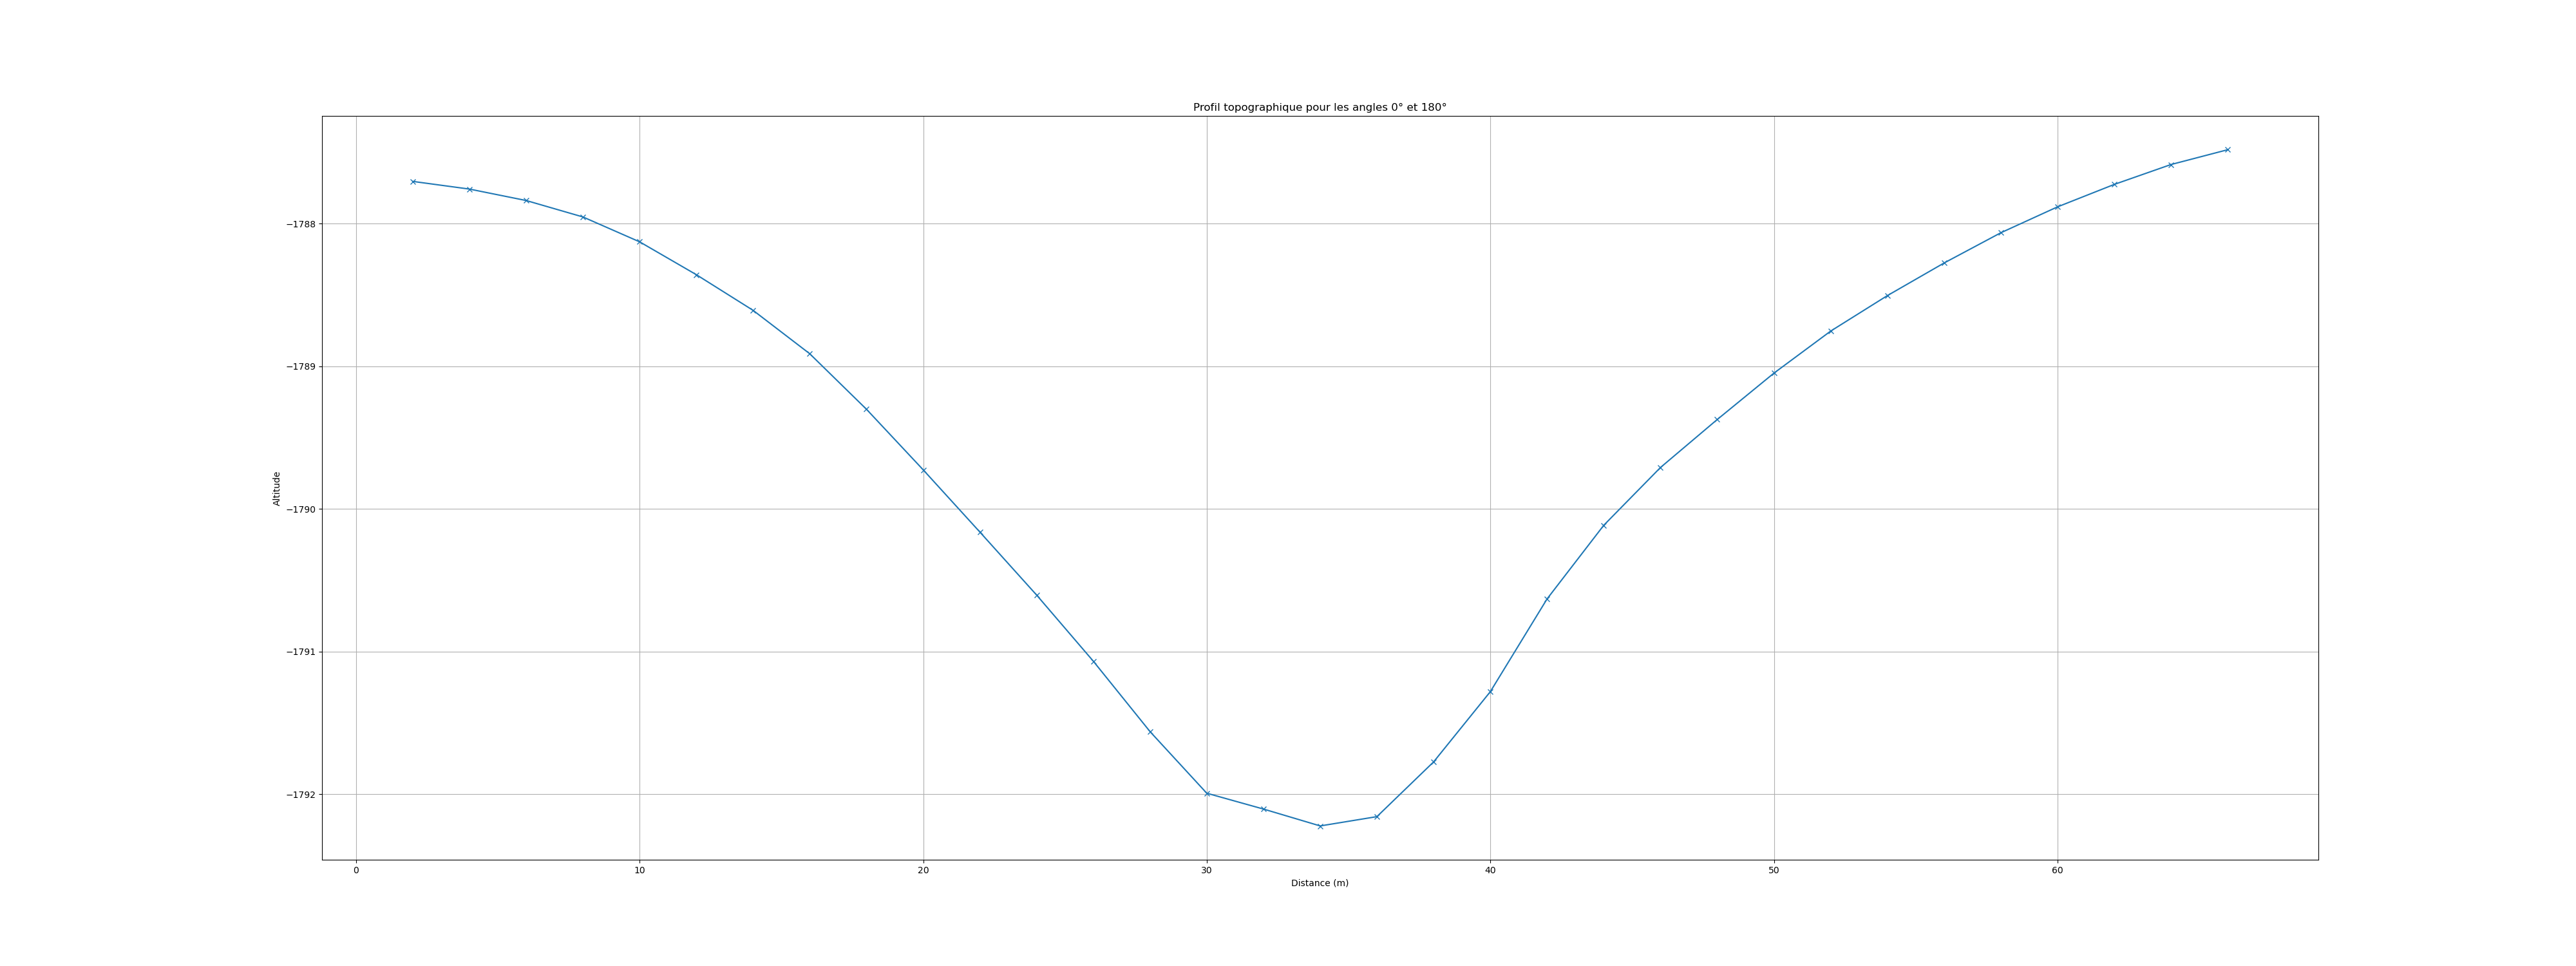 Profil topographique pour les angles 0° et 180°
−1788
−1789
−1790
−1791
−1792
Altitude
0 10 20 30 40 50 60
Distance (m)